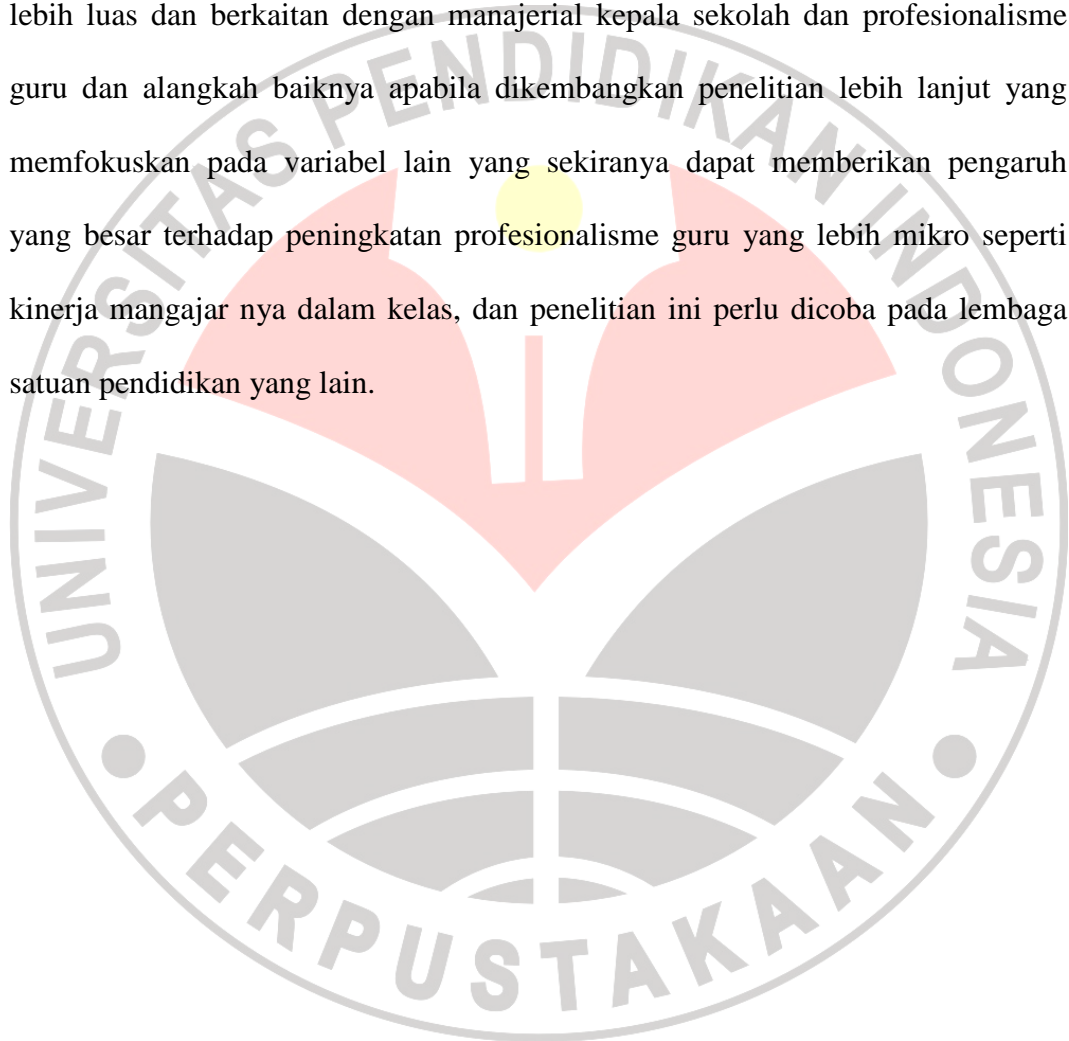 lebih luas dan berkaitan dengan manajerial kepala sekolah dan profesionalisme
guru dan alangkah baiknya apabila dikembangkan penelitian lebih lanjut yang
memfokuskan pada variabel lain yang sekiranya dapat memberikan pengaruh
yang besar terhadap peningkatan profesionalisme guru yang lebih mikro seperti
kinerja mangajar nya dalam kelas, dan penelitian ini perlu dicoba pada lembaga
satuan pendidikan yang lain.
UNIVERSITAS PENDIDIKAN INDONESIA
PERPUSTAKAAN